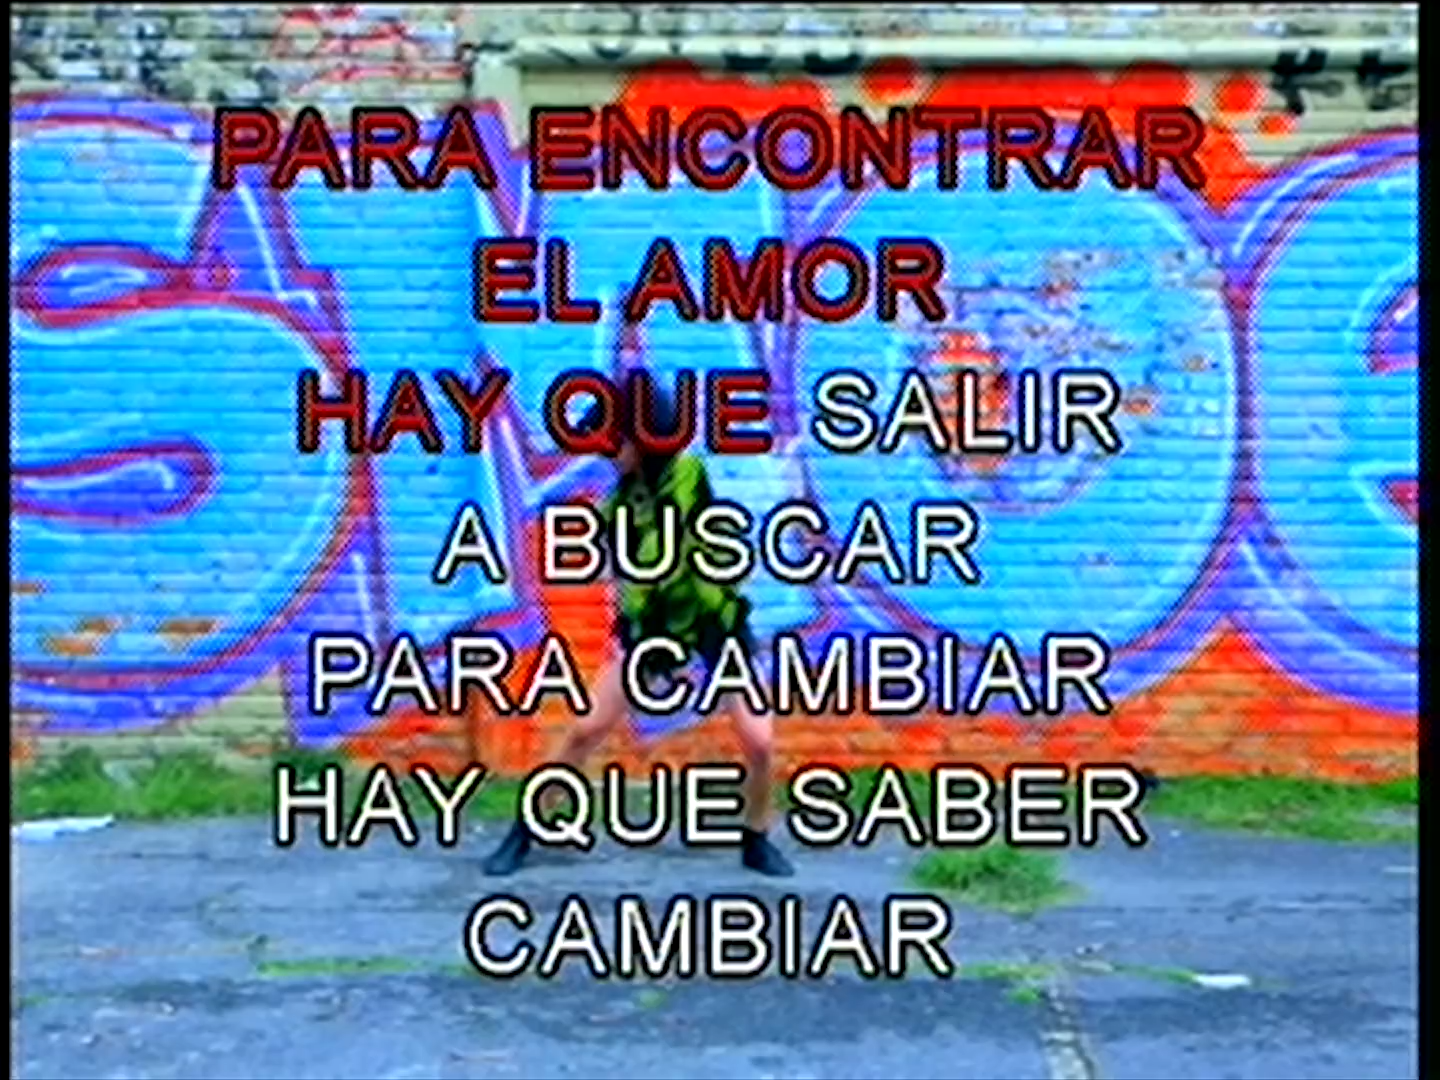 PARA ENCONTRAR
EL AMOR
HAY QUE SALIR
A BUSCAR
PARA CAMBIAR
HAY QUE SABER
CAMBIAR